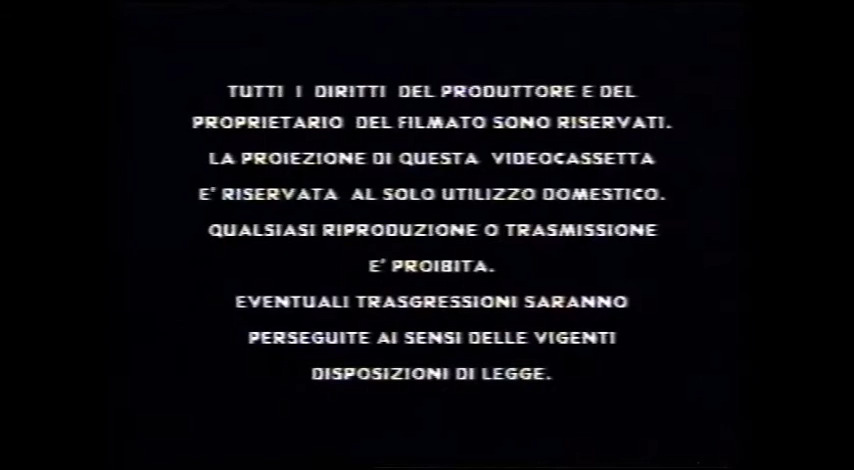 TUTTI I DIRITTI DEL PRODUTTORE E DEL
PROPRIETARIO DEL FILMATO SONO RISERVATI.
LA PROIEZIONE DI QUESTA VIDEOCASSETTA
E' RISERVATA AL SOLO UTILIZZO DOMESTICO.
QUALSIASI RIPRODUZIONE O TRASMISSIONE
E' PROIBITA.
EVENTUALI TRASGRESSIONI SARANNO
PERSEGUITE AI SENSI DELLE VIGENTI
DISPOSIZIONI DI LEGGE.